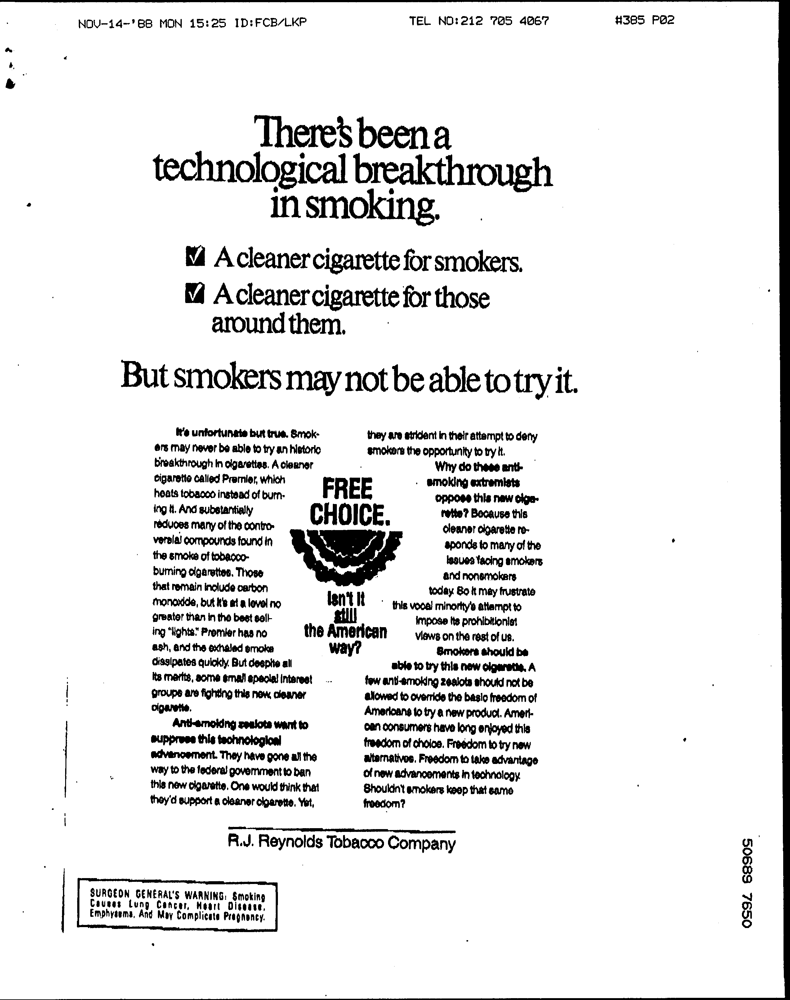 NOV-14-'88 MON 15:25 ID:FCB/LKP TEL NO:212 705 4067 #385 P02
There's been a
technological breakthrough
in smoking.
A cleaner cigarette for smokers.
A cleaner cigarette for those
around them.
But smokers may not be able to try it.
It's unfortunate but true. Smok-
ers may never be able to try an historic
breakthrough in cigarettes. A cleaner
cigarette called Premier, which
heats tobacco instead of burn-
ing it. And substantially
reduces many of the contro-
versial compounds found in
the smoke of tobacco-
burning cigarettes. Those
that remain include carbon
monoxide, but it's at a level no
greater than in the best sell-
ing "lights." Premier has no
ash, and the exhaled smoke
dissipates quickly. But despite all
its merits, some small special interest
groups are fighting this new, cleaner
cigarette.
Anti-smoking zealots want to
suppress this technological
advancement. They have gone all the
way to the federal government to ban
this new cigarette. One would think that
they'd support a cleaner cigarette. Yet,
FREE
CHOICE.
Isn't it
still
the American
way?
they are strident in their attempt to deny
smokers the opportunity to try it.
Why do these anti-
smoking extremists
oppose this new ciga-
rette? Because this
cleaner cigarette re-
sponds to many of the
issues facing smokers
and nonsmokers
today. So it may frustrate
this vocal minority's attempt to
impose its prohibitionist
views on the rest of us.
Smokers should be
able to try this new cigarette. A
few anti-smoking zealots should not be
allowed to override the basic freedom of
Americans to try a new product. Ameri-
can consumers have long enjoyed this
freedom of choice. Freedom to try new
alternatives. Freedom to take advantage
of new advancements in technology.
Shouldn't smokers keep that same
freedom?
R.J. Reynolds Tobacco Company
SURGEON GENERAL'S WARNING: Smoking
Causes Lung Cancer, Heart Disease,
Emphysema, And May Complicate Pregnancy.
50689 7650